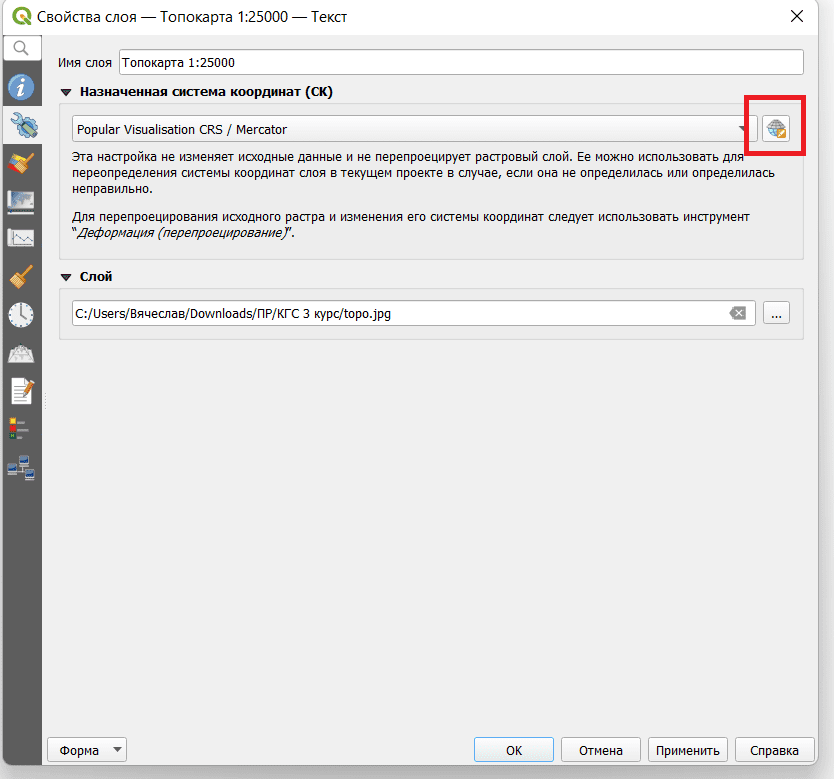 Свойства слоя — Топокарта 1:25000 — Текст
Имя слоя Топокарта 1:25000
Назначенная система координат (СК)
Popular Visualisation CRS / Mercator
Эта настройка не изменяет исходные данные и не перепроецирует растровый слой. Ее можно использовать для
переопределения системы координат слоя в текущем проекте в случае, если она не определилась или определилась
неправильно.
Для перепроецирования исходного растра и изменения его системы координат следует использовать инструмент
“Деформация (перепроецирование)”.
Слой
C:/Users/Вячеслав/Downloads/ПР/КГС 3 курс/topo.jpg ...
Форма ОК Отмена Применить Справка